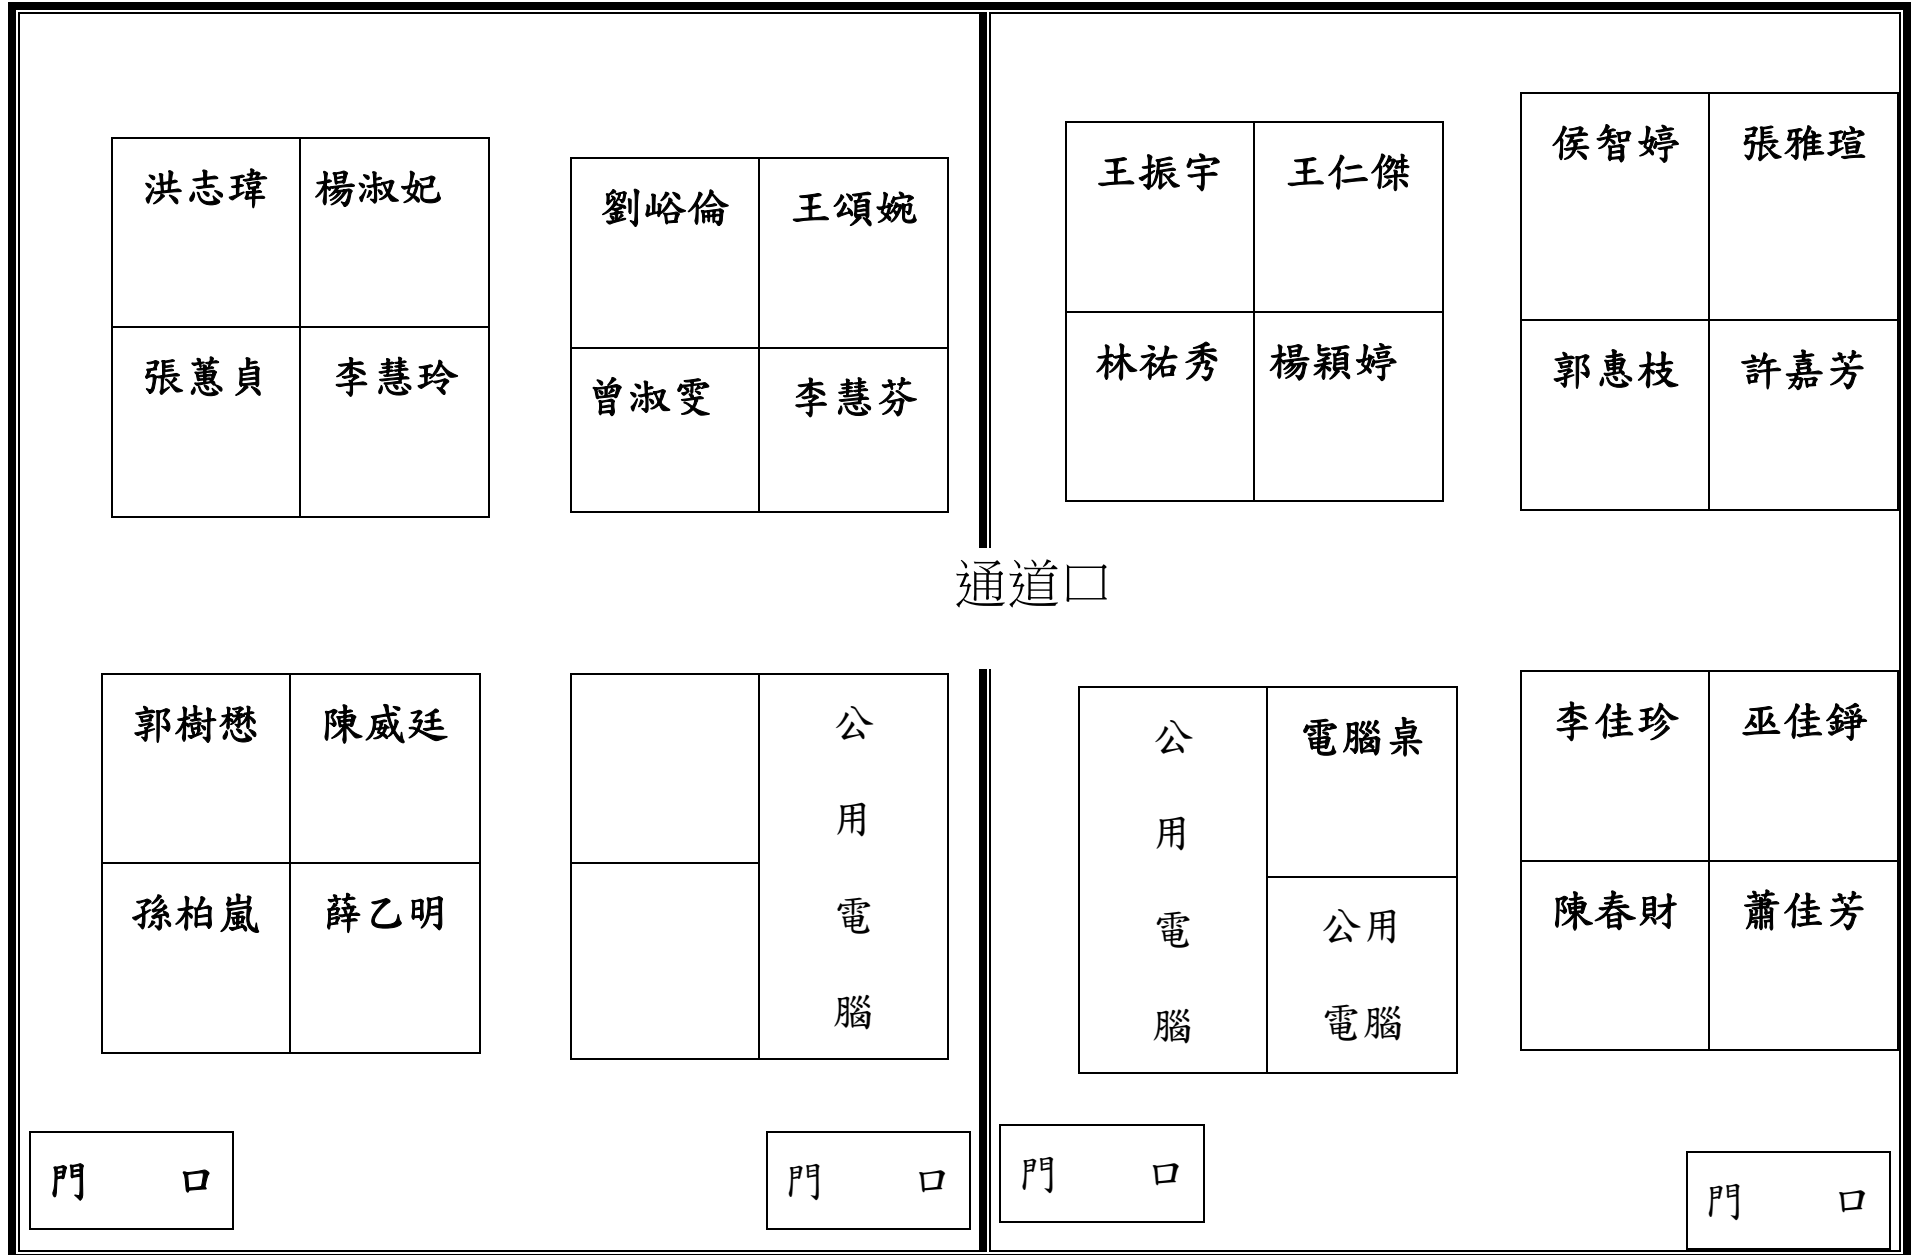 洪志瑋 楊淑妃
張蕙貞 李慧玲
劉峪倫 王頌婉
曾淑雯 李慧芬
王振宇 王仁傑
林祐秀 楊穎婷
侯智婷 張雅瑄
郭惠枝 許嘉芳
通道口
郭樹懋 陳威廷
孫柏嵐 薛乙明
公
用
電
腦
公
用
電
腦
電腦桌
公用
電腦
李佳珍 巫佳錚
陳春財 蕭佳芳
門 口
門 口
門 口
門 口